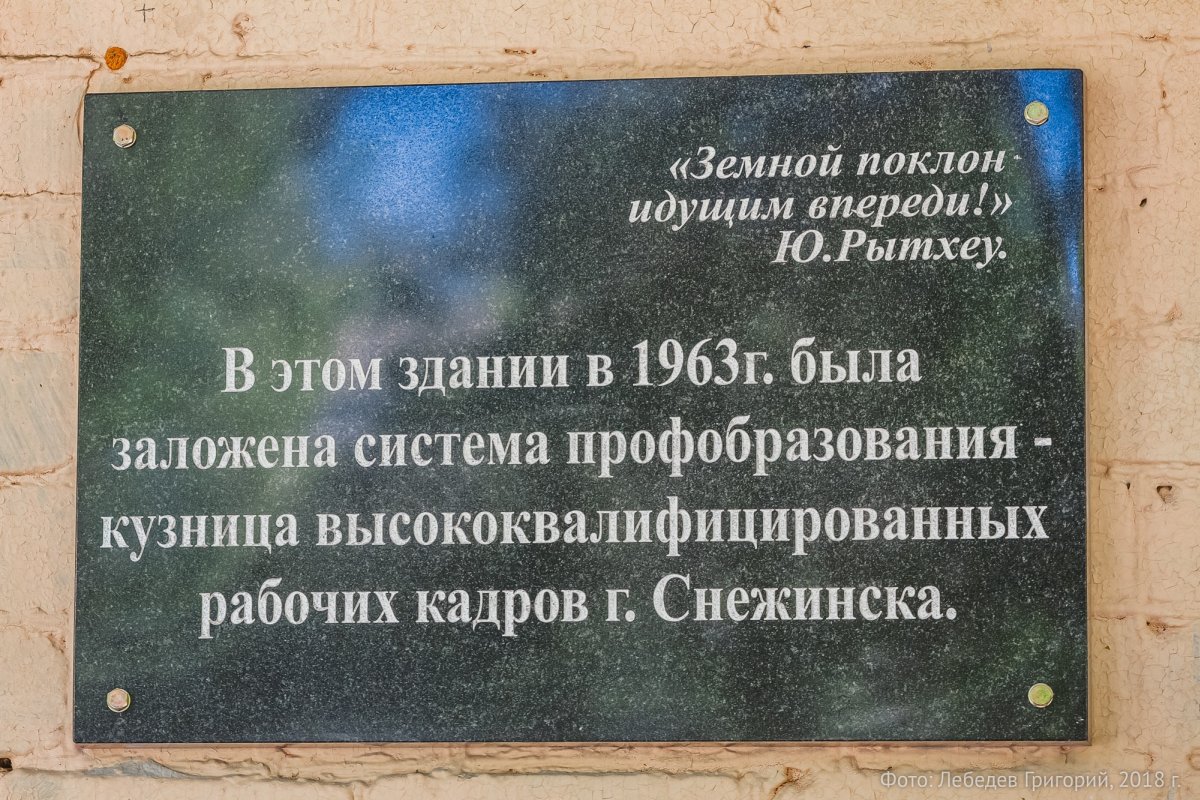 «Земной поклон
идущим впереди!»
Ю.Рытхеу.
В этом здании в 1963г. была
заложена система профобразования -
кузница высококвалифицированных
рабочих кадров г. Снежинска.
Фото: Лебедев Григорий, 2018 г.